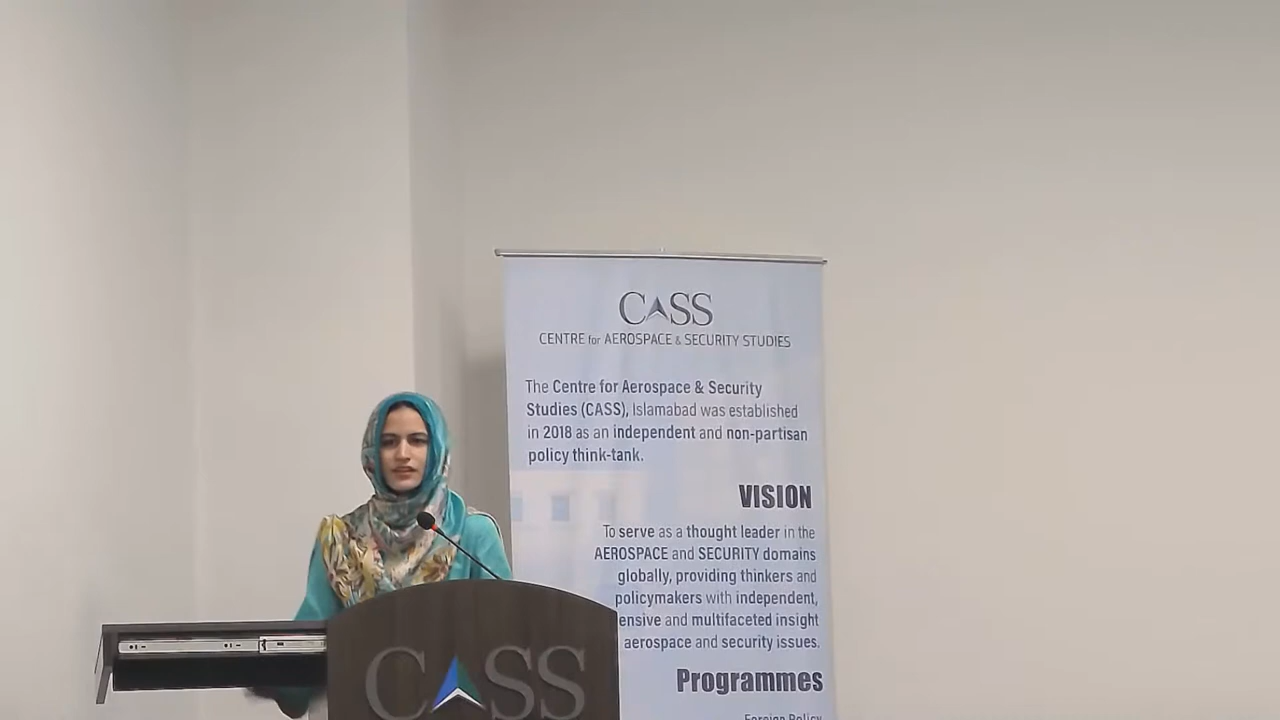 CASS
CENTRE for AEROSPACE & SECURITY STUDIES
The Centre for Aerospace & Security
Studies (CASS), Islamabad was established
in 2018 as an independent and non-partisan
policy think-tank.
VISION
To serve as a thought leader in the
AEROSPACE and SECURITY domains
globally, providing thinkers and
policymakers with independent,
ensive and multifaceted insight
aerospace and security issues.
Programmes
Foreign Policy
CASS